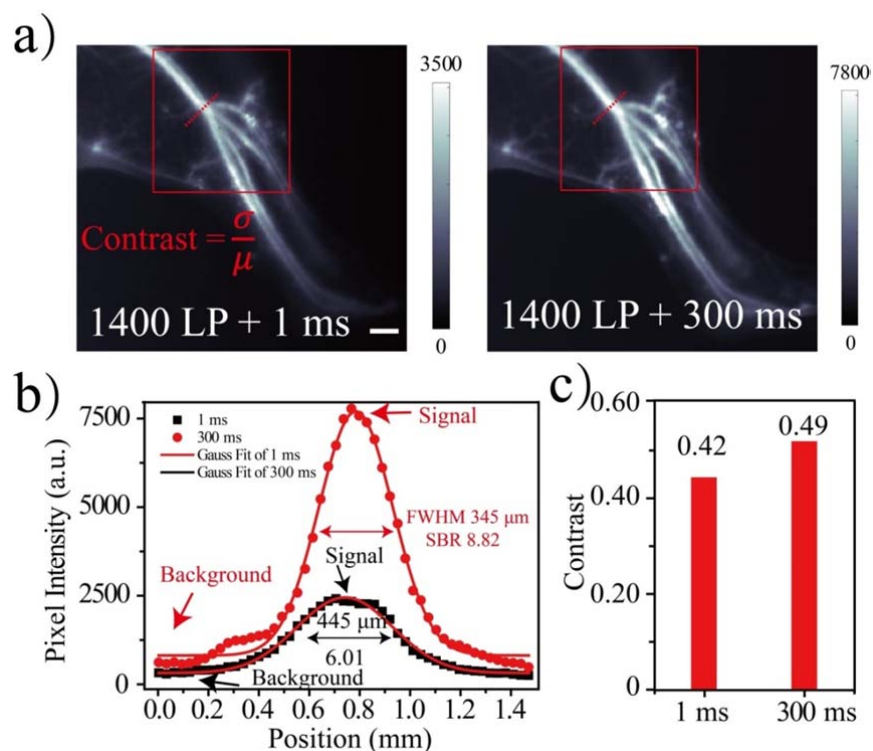 a)
3500
7800
Contrast = σ/μ
1400 LP + 1 ms
0
1400 LP + 300 ms
0
b)
7500
5000
2500
0
Pixel Intensity (a.u.)
1 ms
300 ms
Gauss Fit of 1 ms
Gauss Fit of 300 ms
Signal
FWHM 345 μm
SBR 8.82
Signal
Background
445 μm
6.01
Background
0.0 0.2 0.4 0.6 0.8 1.0 1.2 1.4
Position (mm)
c)
0.60
0.40
0.20
0
Contrast
0.42
0.49
1 ms 300 ms